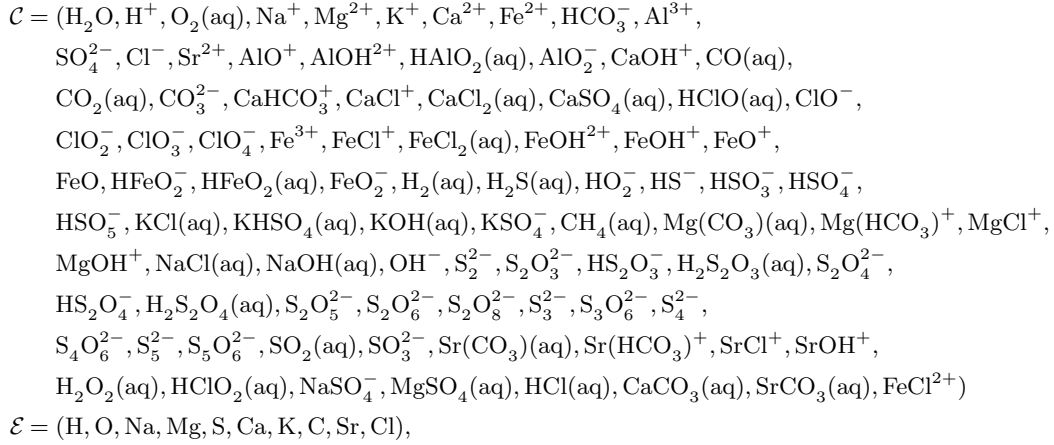 𝒞 = (H₂O, H⁺, O₂(aq), Na⁺, Mg²⁺, K⁺, Ca²⁺, Fe²⁺, HCO₃⁻, Al³⁺,
SO₄²⁻, Cl⁻, Sr²⁺, AlO⁺, AlOH²⁺, HAlO₂(aq), AlO₂⁻, CaOH⁺, CO(aq),
CO₂(aq), CO₃²⁻, CaHCO₃⁺, CaCl⁺, CaCl₂(aq), CaSO₄(aq), HClO(aq), ClO⁻,
ClO₂⁻, ClO₃⁻, ClO₄⁻, Fe³⁺, FeCl⁺, FeCl₂(aq), FeOH²⁺, FeOH⁺, FeO⁺,
FeO, HFeO₂⁻, HFeO₂(aq), FeO₂⁻, H₂(aq), H₂S(aq), HO₂⁻, HS⁻, HSO₃⁻, HSO₄⁻,
HSO₅⁻, KCl(aq), KHSO₄(aq), KOH(aq), KSO₄⁻, CH₄(aq), Mg(CO₃)(aq), Mg(HCO₃)⁺, MgCl⁺,
MgOH⁺, NaCl(aq), NaOH(aq), OH⁻, S₂²⁻, S₂O₃²⁻, HS₂O₃⁻, H₂S₂O₃(aq), S₂O₄²⁻,
HS₂O₄⁻, H₂S₂O₄(aq), S₂O₅²⁻, S₂O₆²⁻, S₂O₈²⁻, S₃²⁻, S₃O₆²⁻, S₄²⁻,
S₄O₆²⁻, S₅²⁻, S₅O₆²⁻, SO₂(aq), SO₃²⁻, Sr(CO₃)(aq), Sr(HCO₃)⁺, SrCl⁺, SrOH⁺,
H₂O₂(aq), HClO₂(aq), NaSO₄⁻, MgSO₄(aq), HCl(aq), CaCO₃(aq), SrCO₃(aq), FeCl²⁺)
ℰ = (H, O, Na, Mg, S, Ca, K, C, Sr, Cl),